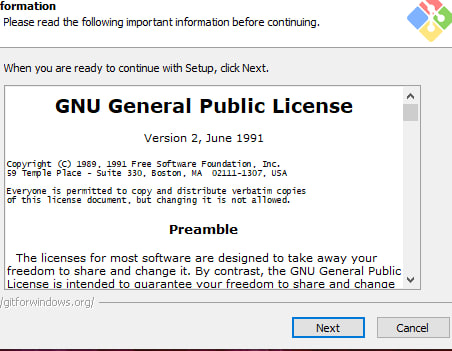 formation
Please read the following important information before continuing.
When you are ready to continue with Setup, click Next.
GNU General Public License
Version 2, June 1991
Copyright (C) 1989, 1991 Free Software Foundation, Inc.
59 Temple Place - Suite 330, Boston, MA  02111-1307, USA
Everyone is permitted to copy and distribute verbatim copies
of this license document, but changing it is not allowed.
Preamble
The licenses for most software are designed to take away your
freedom to share and change it. By contrast, the GNU General Public
License is intended to guarantee your freedom to share and change
/gitforwindows.org/
Next
Cancel